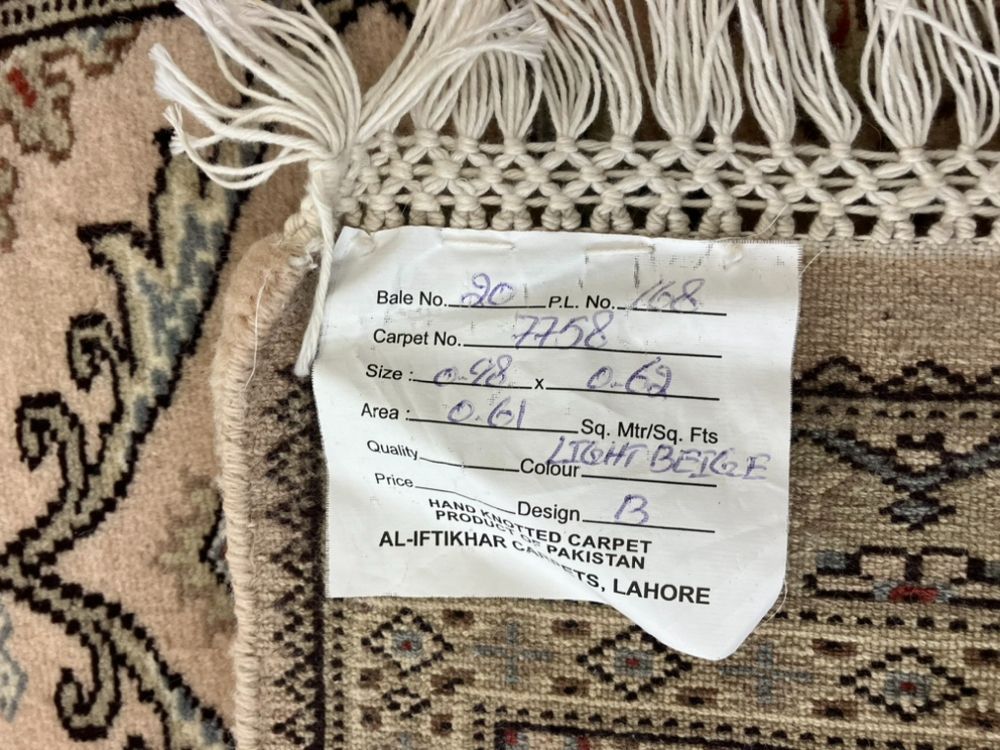 Bale No. 20 P.L. No. 168
Carpet No. 7758
Size : 0.98 x 0.62
Area : 0.61 Sq. Mtr/Sq. Fts
Quality Colour LIGHT BEIGE
Price Design B
HAND KNOTTED CARPET
PRODUCT OF PAKISTAN
AL-IFTIKHAR CARPETS, LAHORE